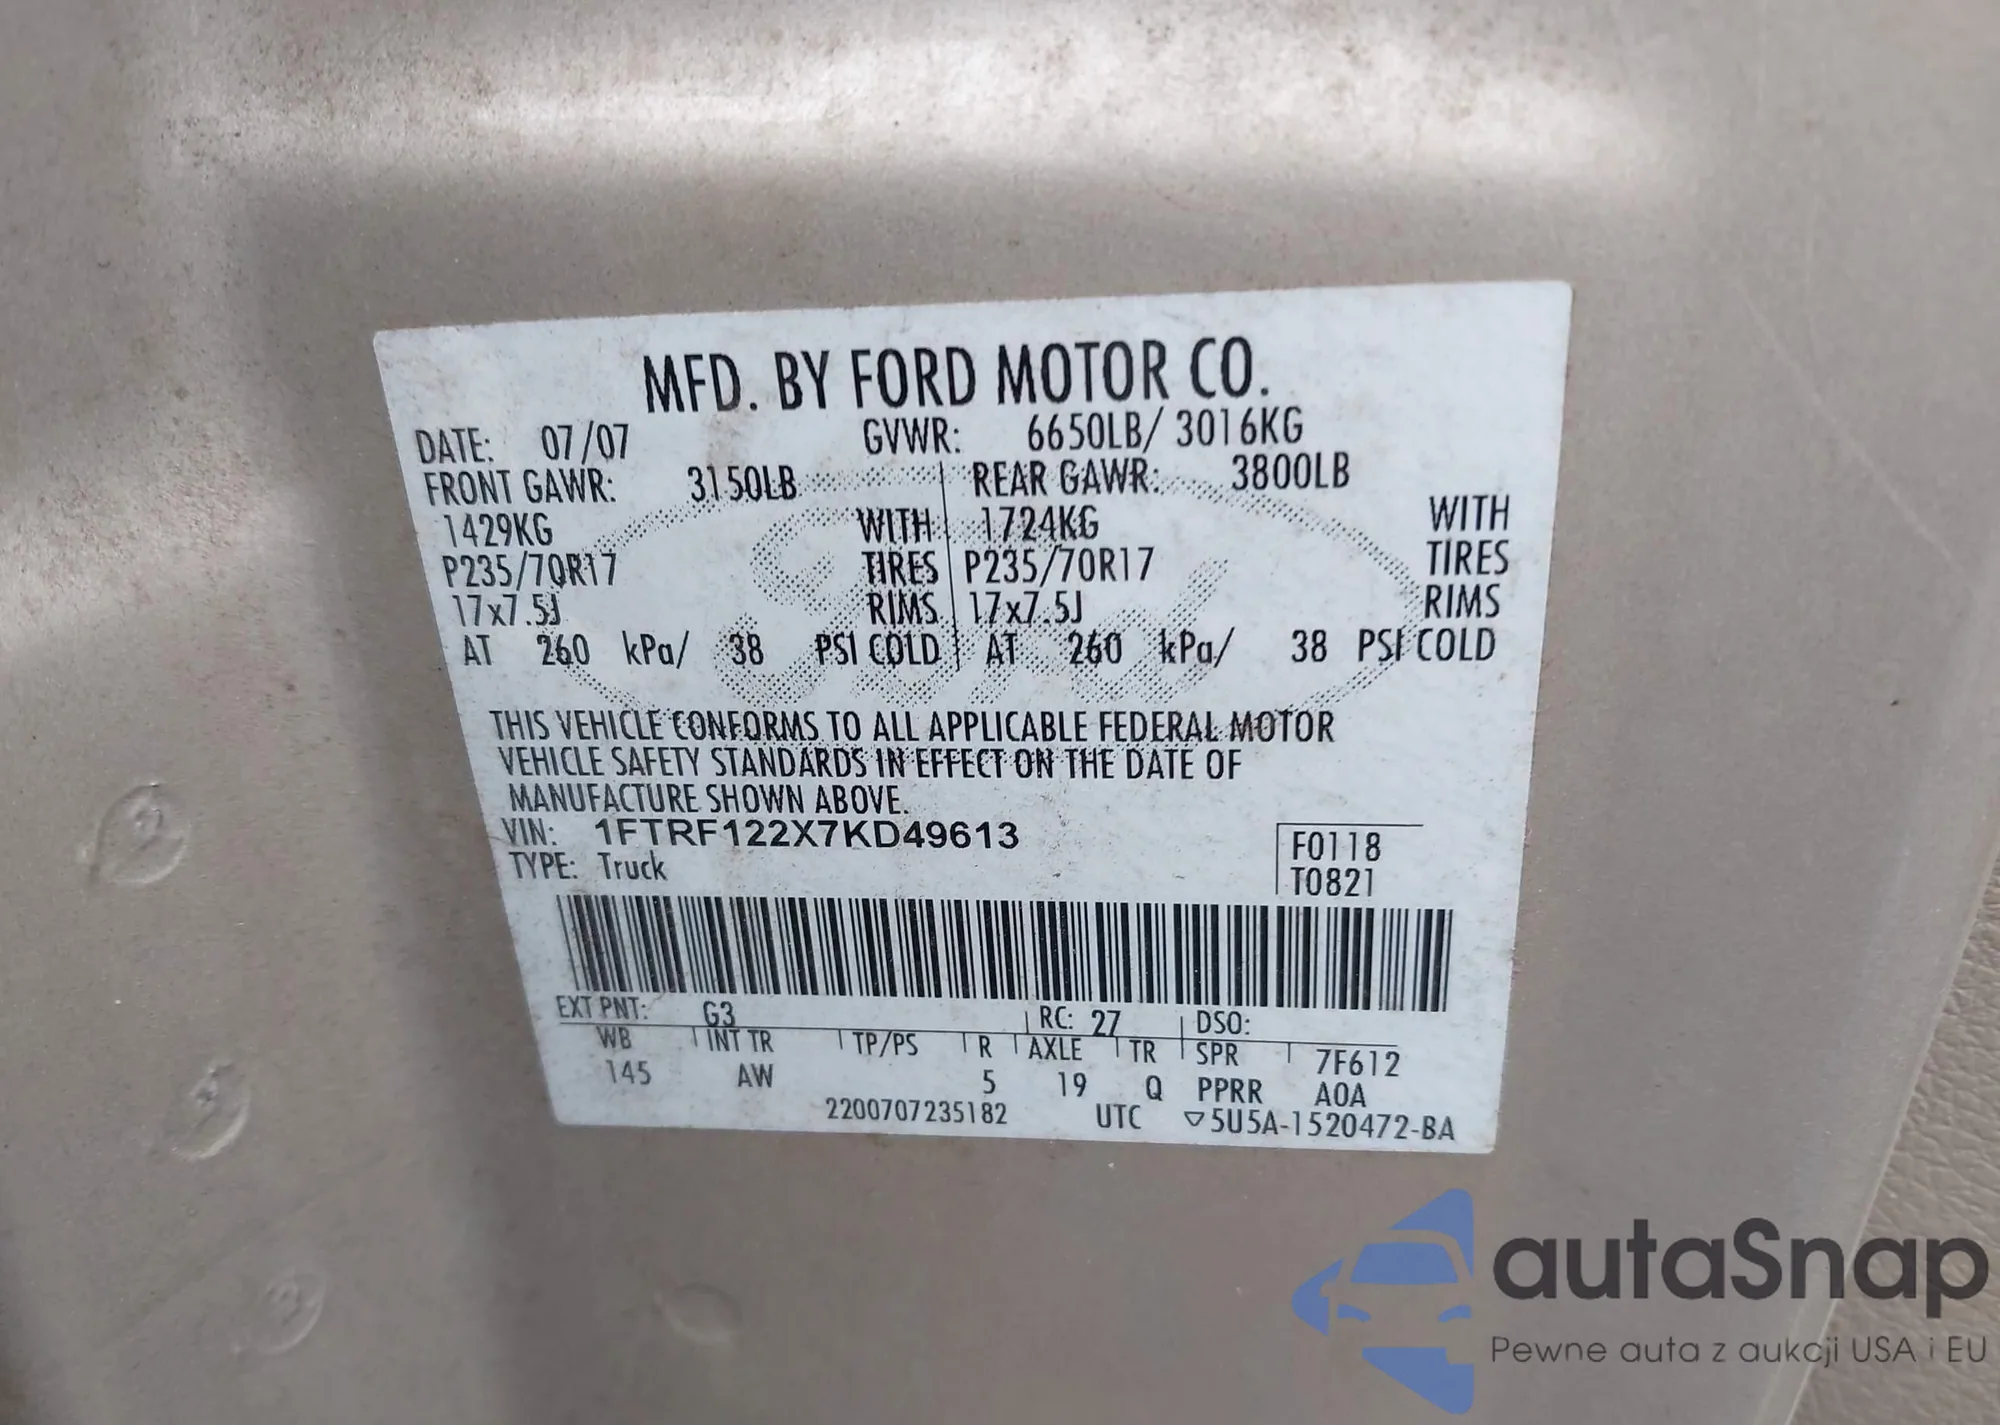 MFD. BY FORD MOTOR CO.
DATE: 07/07 GVWR: 6650LB/ 3016KG
FRONT GAWR: 3150LB REAR GAWR: 3800LB
1429KG WITH 1724KG WITH
P235/70R17 TIRES P235/70R17 TIRES
17x7.5J RIMS 17x7.5J RIMS
AT 260 kPa/ 38 PSI COLD AT 260 kPa/ 38 PSI COLD
THIS VEHICLE CONFORMS TO ALL APPLICABLE FEDERAL MOTOR
VEHICLE SAFETY STANDARDS IN EFFECT ON THE DATE OF
MANUFACTURE SHOWN ABOVE.
VIN: 1FTRF122X7KD49613 F0118
TYPE: Truck T0821
EXT PNT: G3 RC: 27 DSO:
WB INT TR TP/PS R AXLE TR SPR 7F612
145 AW 5 19 Q PPRR A0A
2200707235182 UTC ▽5U5A-1520472-BA
autaSnap
Pewne auta z aukcji USA i EU